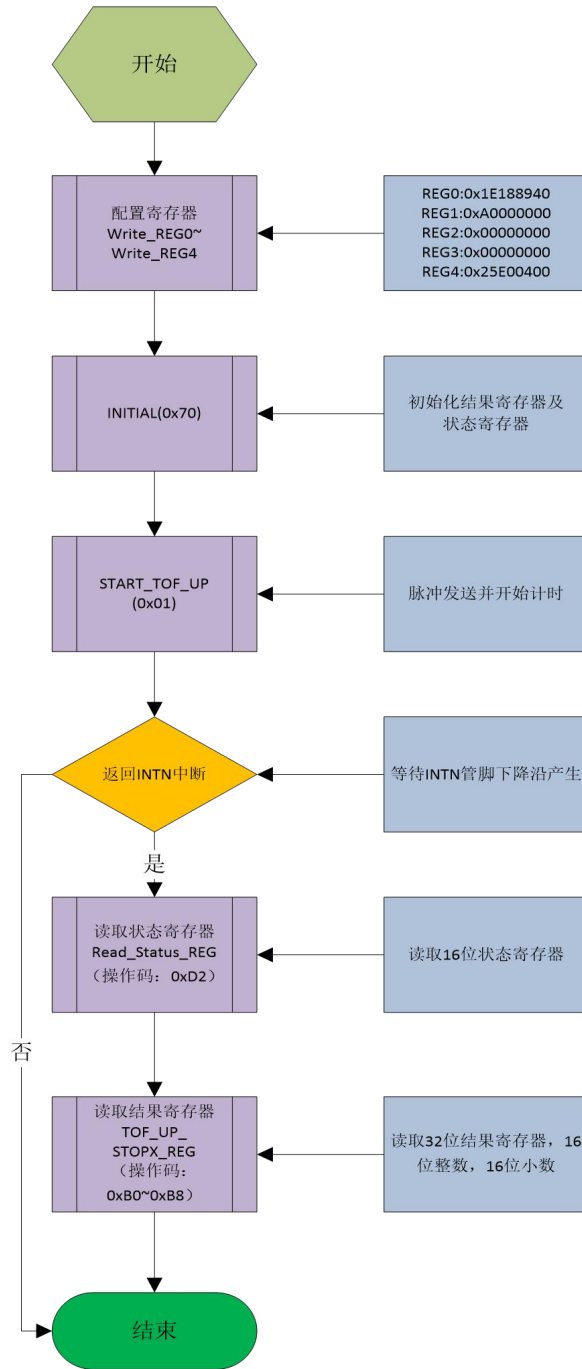 开始
配置寄存器
Write_REG0~
Write_REG4
REG0:0x1E188940
REG1:0xA0000000
REG2:0x00000000
REG3:0x00000000
REG4:0x25E00400
INITIAL(0x70)
初始化结果寄存器及
状态寄存器
START_TOF_UP
(0x01)
脉冲发送并开始计时
返回INTN中断
等待INTN管脚下降沿产生
是
读取状态寄存器
Read_Status_REG
（操作码：0xD2）
读取16位状态寄存器
否
读取结果寄存器
TOF_UP_
STOPX_REG
（操作码：
0xB0~0xB8）
读取32位结果寄存器，16
位整数，16位小数
结束